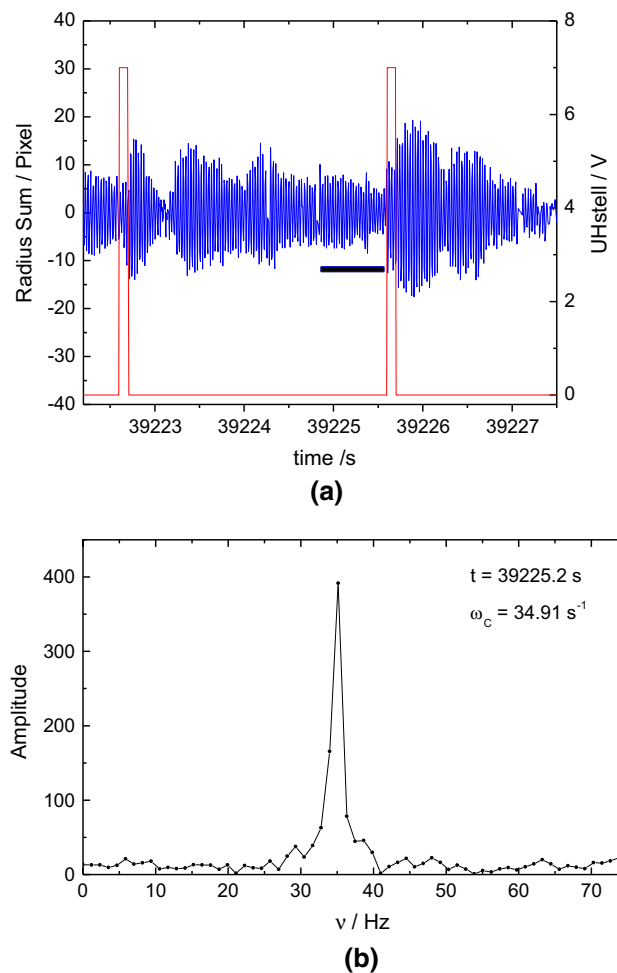 40
30
20
10
0
-10
-20
-30
-40
Radius Sum / Pixel
8
6
4
2
0
UHstell / V
39223 39224 39225 39226 39227
time /s
(a)
400
300
200
100
0
Amplitude
t = 39225.2 s
ω_C = 34.91 s⁻¹
0 10 20 30 40 50 60 70
ν / Hz
(b)